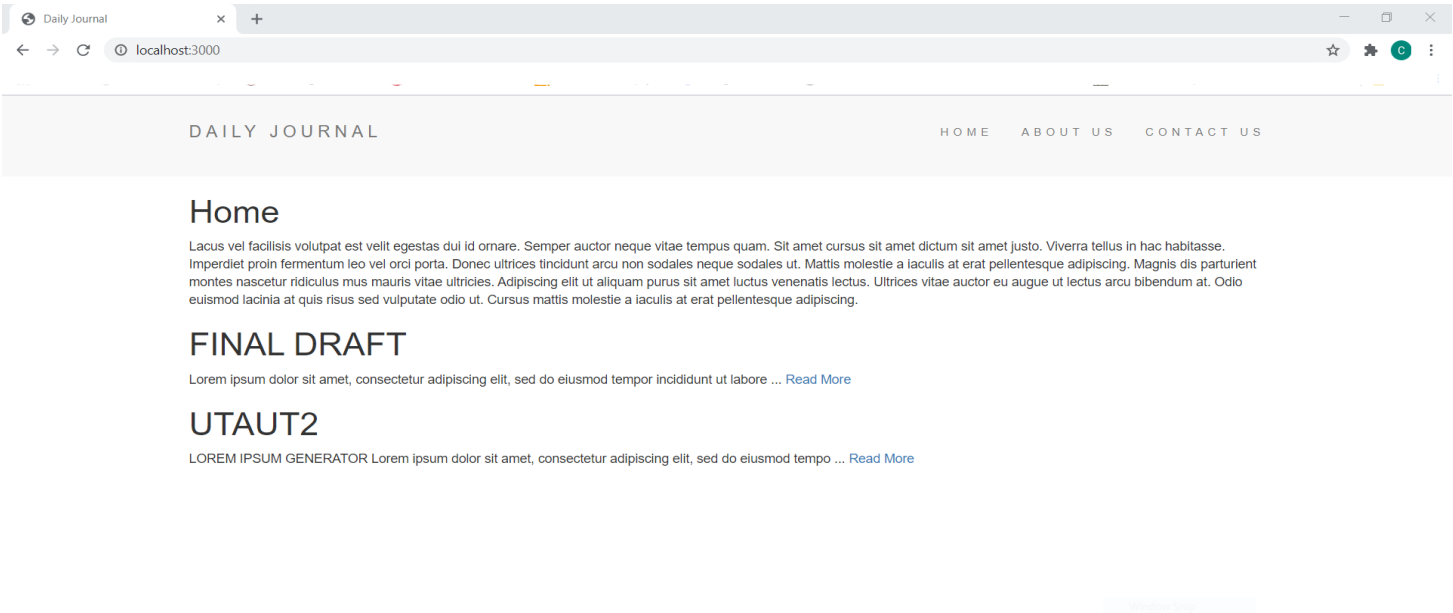 Daily Journal
localhost:3000
C
DAILY JOURNAL
HOME ABOUT US CONTACT US
Home
Lacus vel facilisis volutpat est velit egestas dui id ornare. Semper auctor neque vitae tempus quam. Sit amet cursus sit amet dictum sit amet justo. Viverra tellus in hac habitasse.
Imperdiet proin fermentum leo vel orci porta. Donec ultrices tincidunt arcu non sodales neque sodales ut. Mattis molestie a iaculis at erat pellentesque adipiscing. Magnis dis parturient
montes nascetur ridiculus mus mauris vitae ultricies. Adipiscing elit ut aliquam purus sit amet luctus venenatis lectus. Ultrices vitae auctor eu augue ut lectus arcu bibendum at. Odio
euismod lacinia at quis risus sed vulputate odio ut. Cursus mattis molestie a iaculis at erat pellentesque adipiscing.
FINAL DRAFT
Lorem ipsum dolor sit amet, consectetur adipiscing elit, sed do eiusmod tempor incididunt ut labore ... Read More
UTAUT2
LOREM IPSUM GENERATOR Lorem ipsum dolor sit amet, consectetur adipiscing elit, sed do eiusmod tempo ... Read More